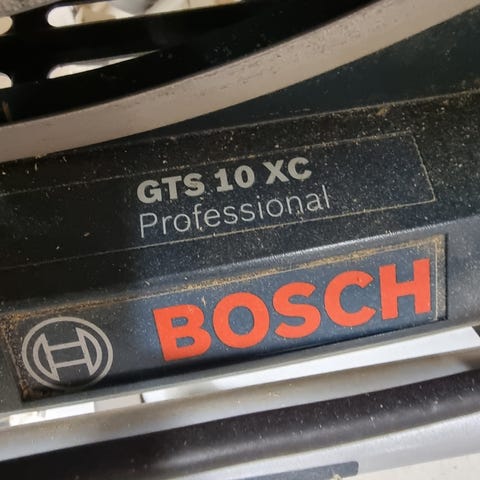 GTS 10 XC
Professional
BOSCH